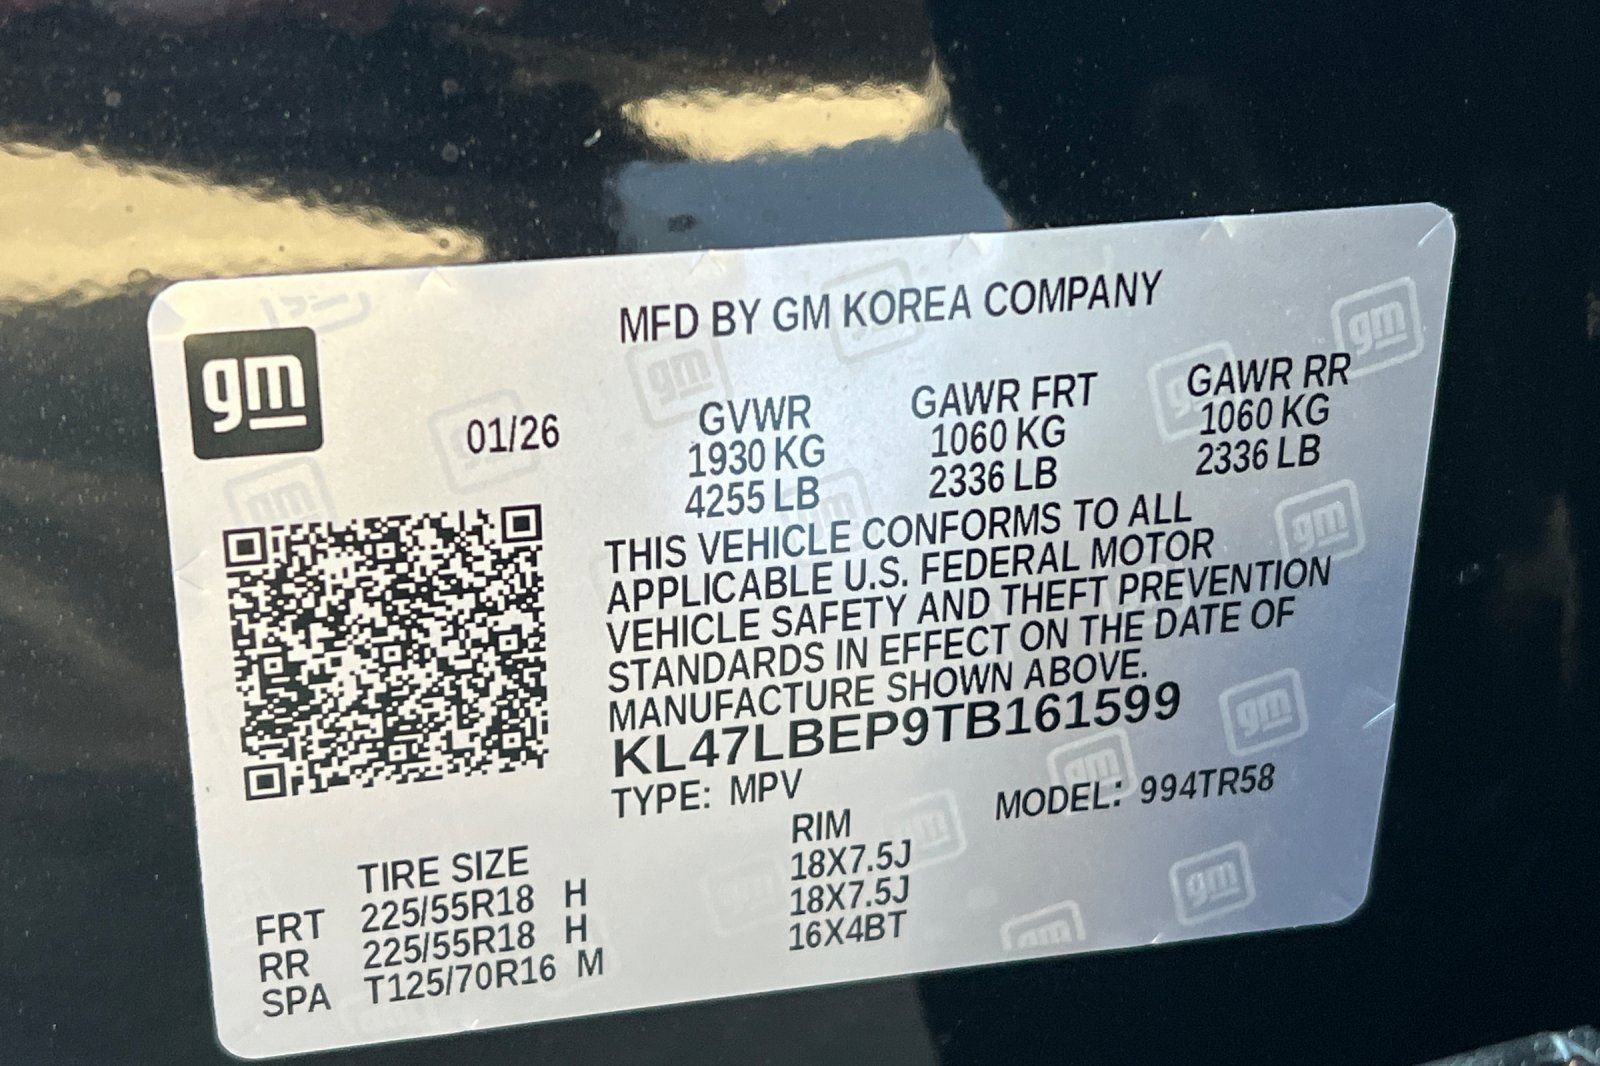 MFD BY GM KOREA COMPANY
gm
01/26
GVWR GAWR FRT GAWR RR
1930 KG 1060 KG 1060 KG
4255 LB 2336 LB 2336 LB
THIS VEHICLE CONFORMS TO ALL
APPLICABLE U.S. FEDERAL MOTOR
VEHICLE SAFETY AND THEFT PREVENTION
STANDARDS IN EFFECT ON THE DATE OF
MANUFACTURE SHOWN ABOVE.
KL47LBEP9TB161599
TYPE: MPV MODEL: 994TR58
TIRE SIZE RIM
FRT 225/55R18 H 18X7.5J
RR 225/55R18 H 18X7.5J
SPA T125/70R16 M 16X4BT